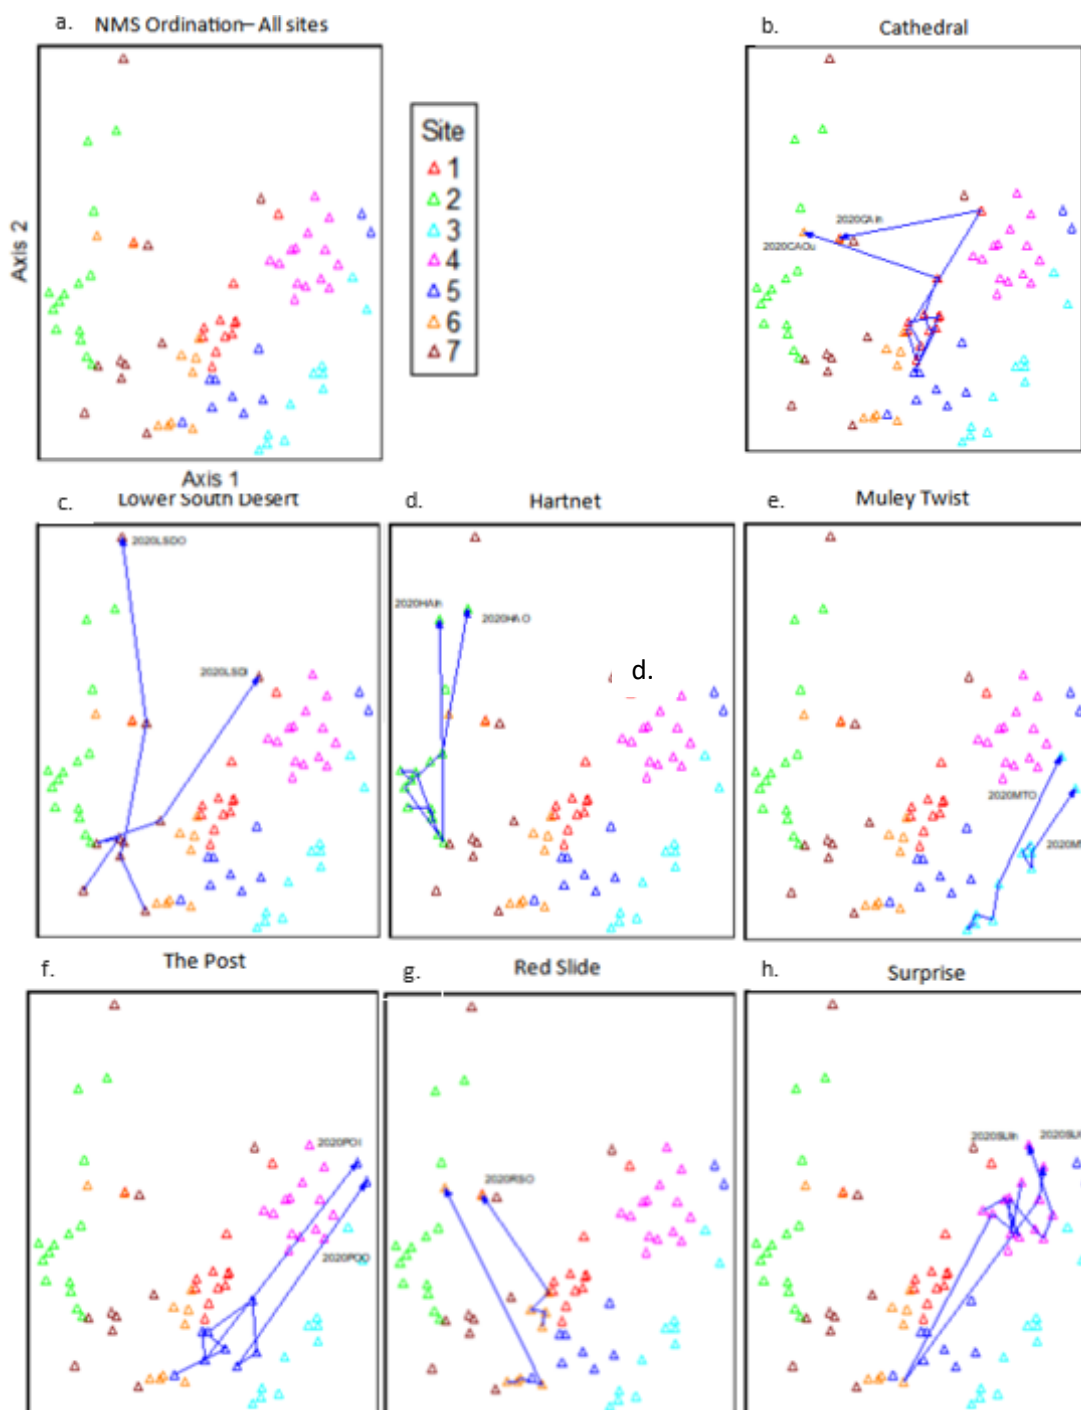 a. NMS Ordination– All sites
b. Cathedral
Site
1
2
3
4
5
6
7
Axis 2
Axis 1
2020CAIn
2020CAOu
c. Lower South Desert
d. Hartnet
e. Muley Twist
2020LSDO
2020LSDI
2020HAIn
2020HAO
d.
2020MTO
f. The Post
g. Red Slide
h. Surprise
2020POI
2020POO
2020RSO
2020SUIn